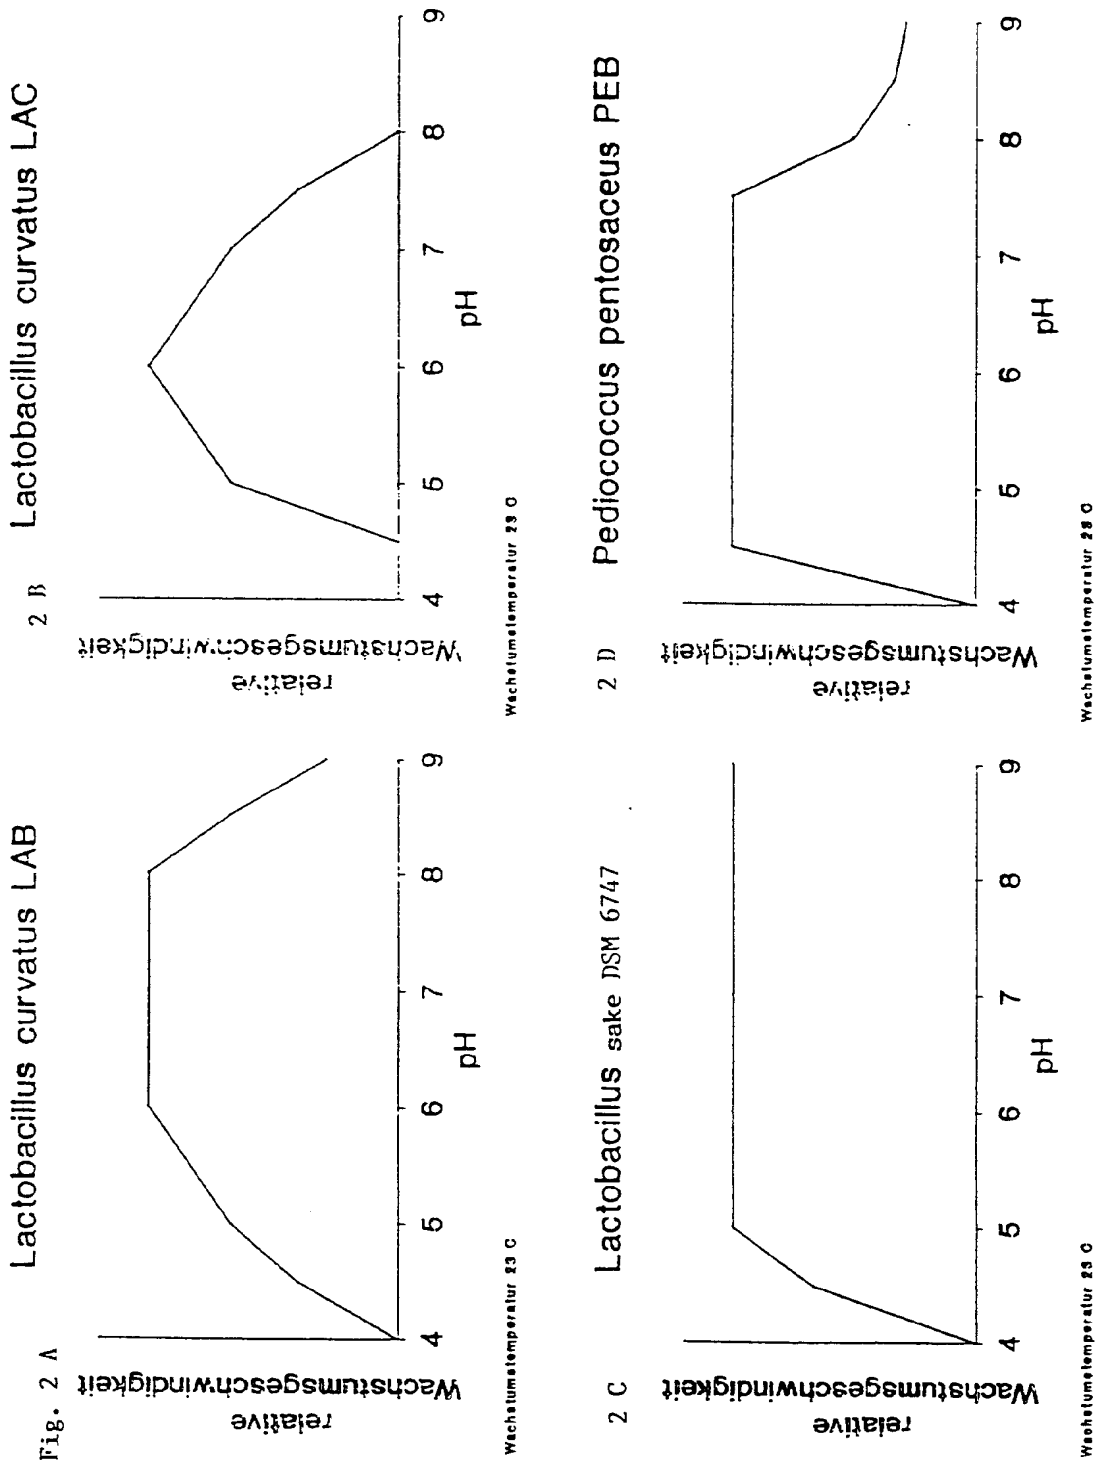 Fig. 2 A
Lactobacillus curvatus LAB
relative
Wachstumsgeschwindigkeit
4 5 6 7 8 9
pH
Wachstumstemperatur 23 C
2 B
Lactobacillus curvatus LAC
relative
Wachstumsgeschwindigkeit
4 5 6 7 8 9
pH
Wachstumstemperatur 23 C
2 C
Lactobacillus sake DSM 6747
relative
Wachstumsgeschwindigkeit
4 5 6 7 8 9
pH
Wachstumstemperatur 23 C
2 D
Pediococcus pentosaceus PEB
relative
Wachstumsgeschwindigkeit
4 5 6 7 8 9
pH
Wachstumstemperatur 23 C